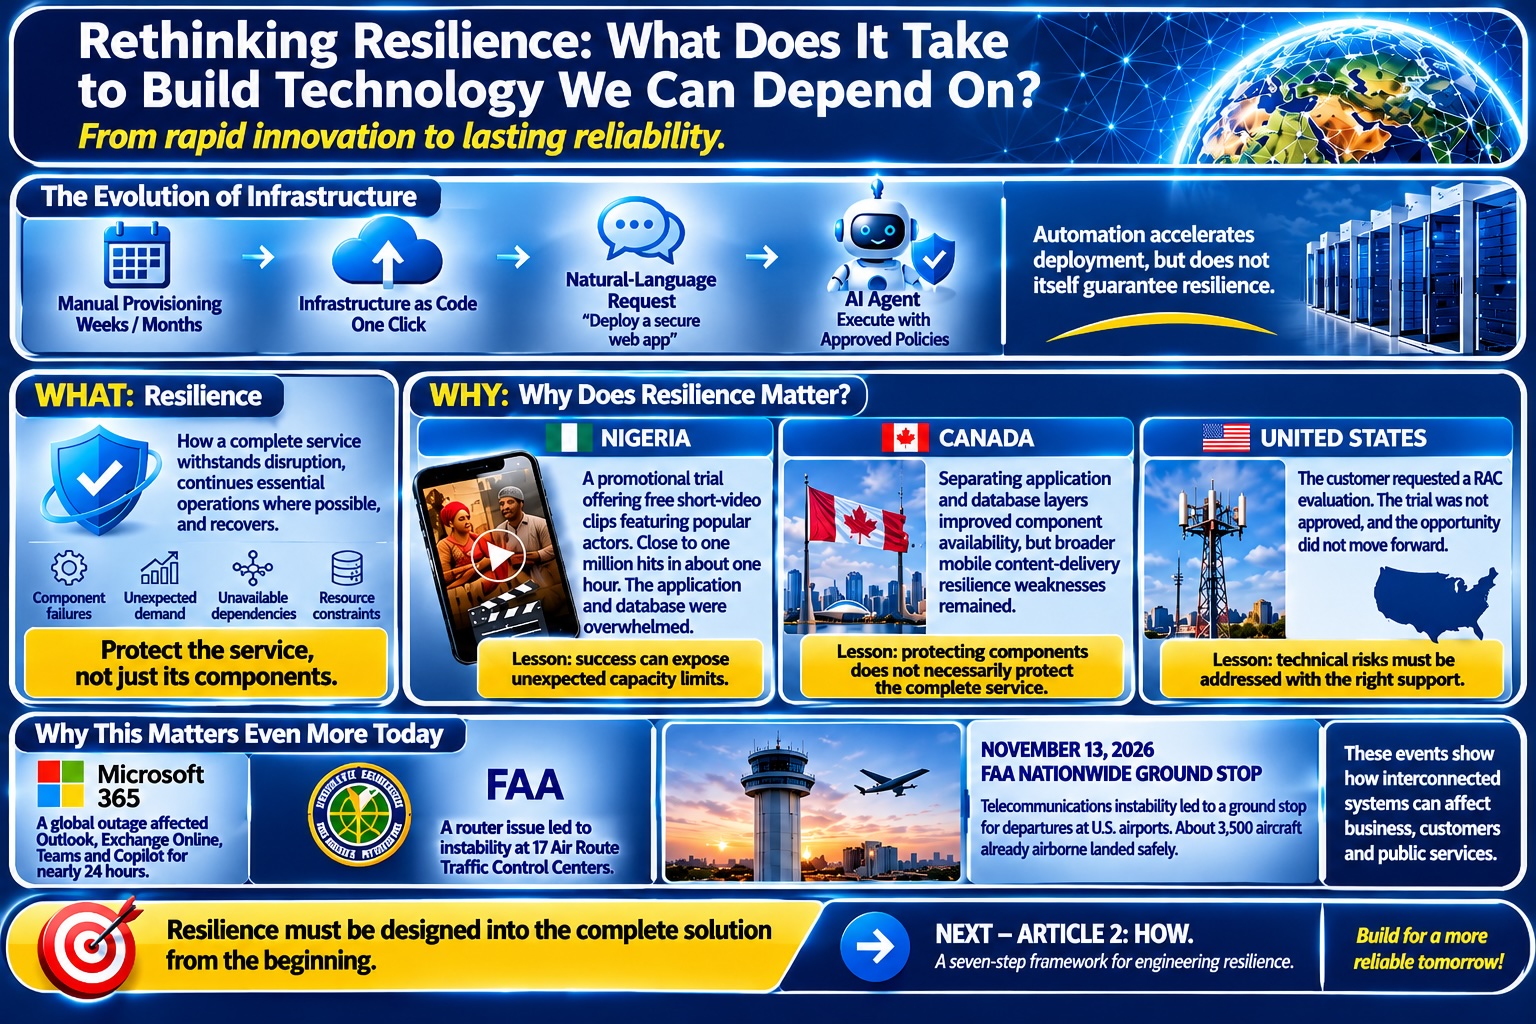 Rethinking Resilience: What Does It Take
to Build Technology We Can Depend On?
From rapid innovation to lasting reliability.
The Evolution of Infrastructure
Manual Provisioning
Weeks / Months
Infrastructure as Code
One Click
Natural-Language
Request
“Deploy a secure
web app”
AI Agent
Execute with
Approved Policies
Automation accelerates
deployment, but does not
itself guarantee resilience.
WHAT: Resilience
How a complete service
withstands disruption,
continues essential
operations where possible,
and recovers.
Component
failures
Unexpected
demand
Unavailable
dependencies
Resource
constraints
Protect the service,
not just its components.
WHY: Why Does Resilience Matter?
NIGERIA
A promotional trial
offering free short-video
clips featuring popular
actors. Close to one
million hits in about one
hour. The application
and database were
overwhelmed.
Lesson: success can expose
unexpected capacity limits.
CANADA
Separating application
and database layers
improved component
availability, but broader
mobile content-delivery
resilience weaknesses
remained.
Lesson: protecting components
does not necessarily protect
the complete service.
UNITED STATES
The customer requested a RAC
evaluation. The trial was not
approved, and the opportunity
did not move forward.
Lesson: technical risks must be
addressed with the right support.
Why This Matters Even More Today
Microsoft
365
A global outage affected
Outlook, Exchange Online,
Teams and Copilot for
nearly 24 hours.
FAA
A router issue led to
instability at 17 Air Route
Traffic Control Centers.
NOVEMBER 13, 2026
FAA NATIONWIDE GROUND STOP
Telecommunications instability led to a ground stop
for departures at U.S. airports. About 3,500 aircraft
already airborne landed safely.
These events show
how interconnected
systems can affect
business, customers
and public services.
Resilience must be designed into the complete solution
from the beginning.
NEXT – ARTICLE 2: HOW.
A seven-step framework for engineering resilience.
Build for a more
reliable tomorrow!